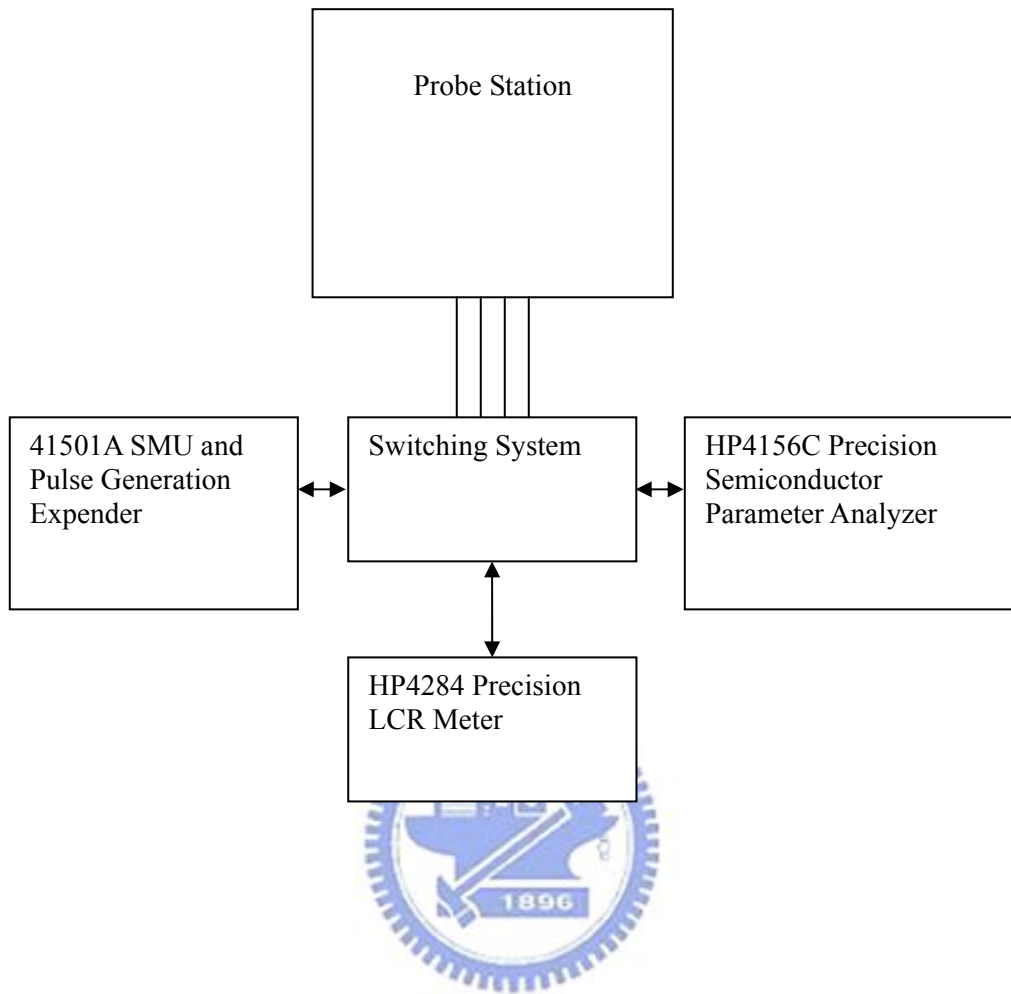 Probe Station
41501A SMU and
Pulse Generation
Expender
Switching System
HP4156C Precision
Semiconductor
Parameter Analyzer
HP4284 Precision
LCR Meter
1896